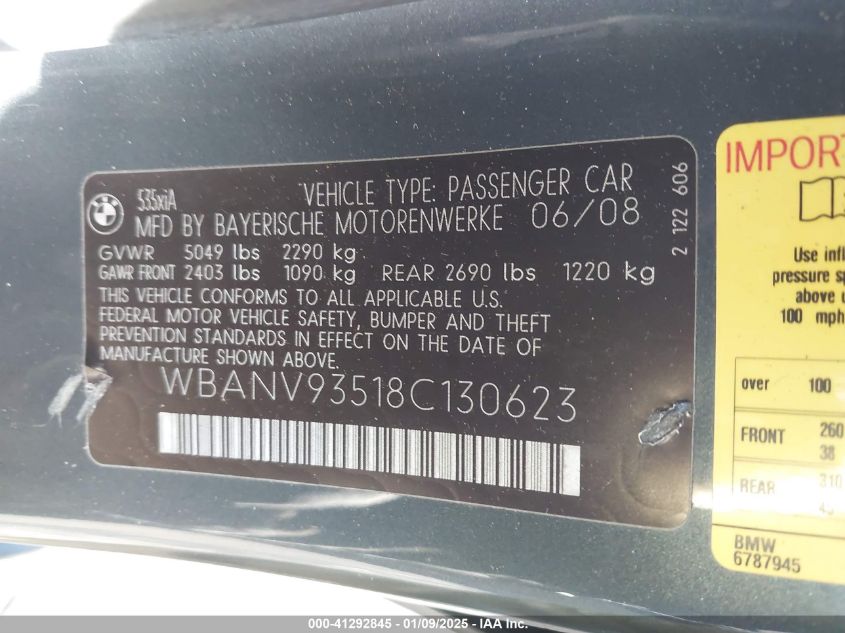 BMW
535xiA VEHICLE TYPE: PASSENGER CAR
MFD BY BAYERISCHE MOTORENWERKE 06/08
GVWR 5049 lbs 2290 kg
GAWR FRONT 2403 lbs 1090 kg REAR 2690 lbs 1220 kg
THIS VEHICLE CONFORMS TO ALL APPLICABLE U.S.
FEDERAL MOTOR VEHICLE SAFETY, BUMPER AND THEFT
PREVENTION STANDARDS IN EFFECT ON THE DATE OF
MANUFACTURE SHOWN ABOVE.
WBANV93518C130623
2 122 606
IMPORT
Use infl
pressure sp
above u
100 mph
over 100
FRONT 260
38
REAR 310
45
BMW
6787945
000-41292845 - 01/09/2025 - IAA Inc.